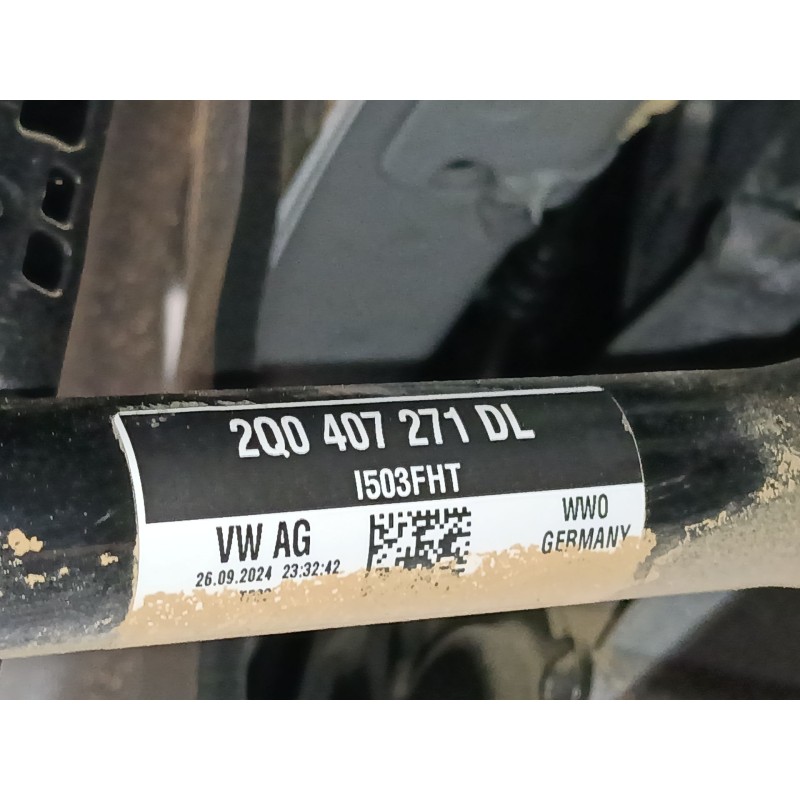 2Q0 407 271 DL
I503FHT
VW AG
26.09.2024 23:32:42
WWO
GERMANY